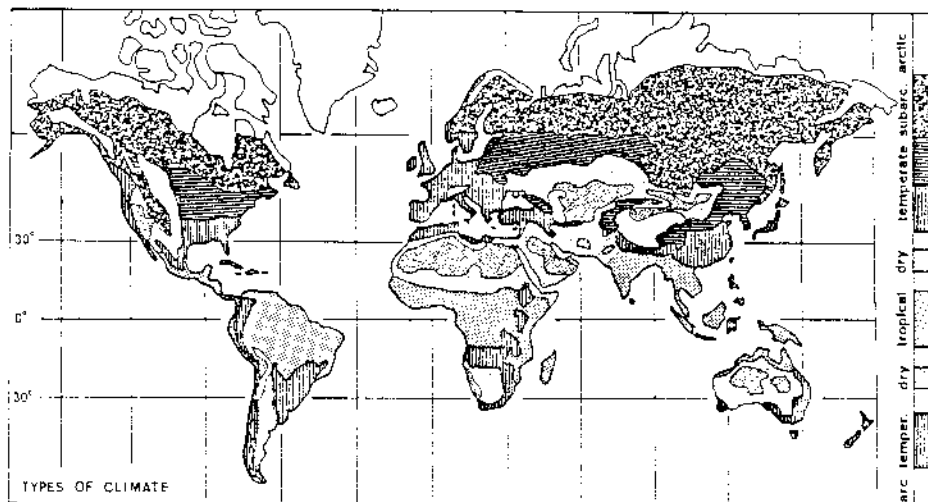 30°
0°
30°
TYPES OF CLIMATE
arctic
subarc.
temperate
dry
tropical
dry
temper.
arc